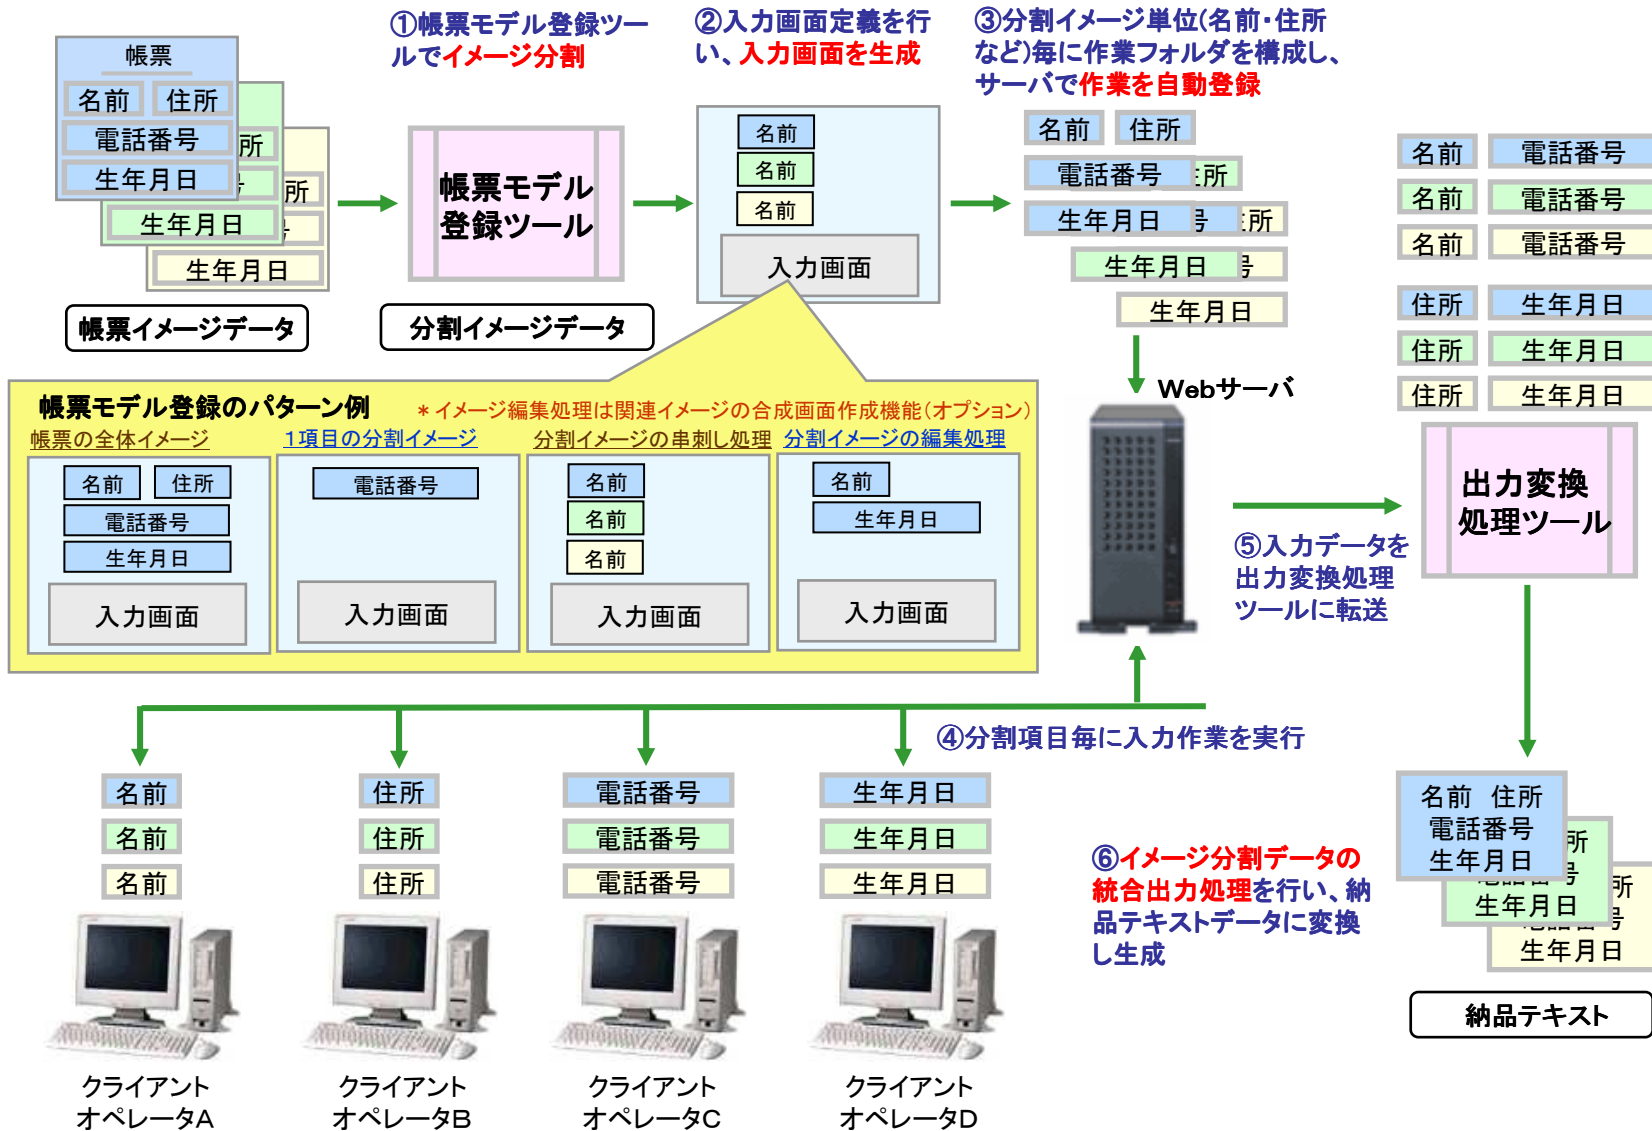 ①帳票モデル登録ツー
ルでイメージ分割
②入力画面定義を行
い、入力画面を生成
③分割イメージ単位(名前・住所
など)毎に作業フォルダを構成し、
サーバで作業を自動登録
帳票
名前 住所
電話番号
生年月日
所
号
生年月日
所
号
生年月日
帳票イメージデータ
帳票モデル
登録ツール
分割イメージデータ
名前
名前
名前
入力画面
名前 住所
電話番号 住所
生年月日 号 住所
生年月日 号
生年月日
名前 電話番号
名前 電話番号
名前 電話番号
住所 生年月日
住所 生年月日
住所 生年月日
帳票モデル登録のパターン例
*イメージ編集処理は関連イメージの合成画面作成機能(オプション)
帳票の全体イメージ
名前 住所
電話番号
生年月日
入力画面
1項目の分割イメージ
電話番号
入力画面
分割イメージの串刺し処理
名前
名前
名前
入力画面
分割イメージの編集処理
名前
生年月日
入力画面
Webサーバ
出力変換
処理ツール
⑤入力データを
出力変換処理
ツールに転送
④分割項目毎に入力作業を実行
名前
名前
名前
クライアント
オペレータA
住所
住所
住所
クライアント
オペレータB
電話番号
電話番号
電話番号
クライアント
オペレータC
生年月日
生年月日
生年月日
クライアント
オペレータD
⑥イメージ分割データの
統合出力処理を行い、納
品テキストデータに変換
し生成
名前 住所
電話番号
生年月日
所
電話番号
生年月日
所
電話番号
生年月日
納品テキスト